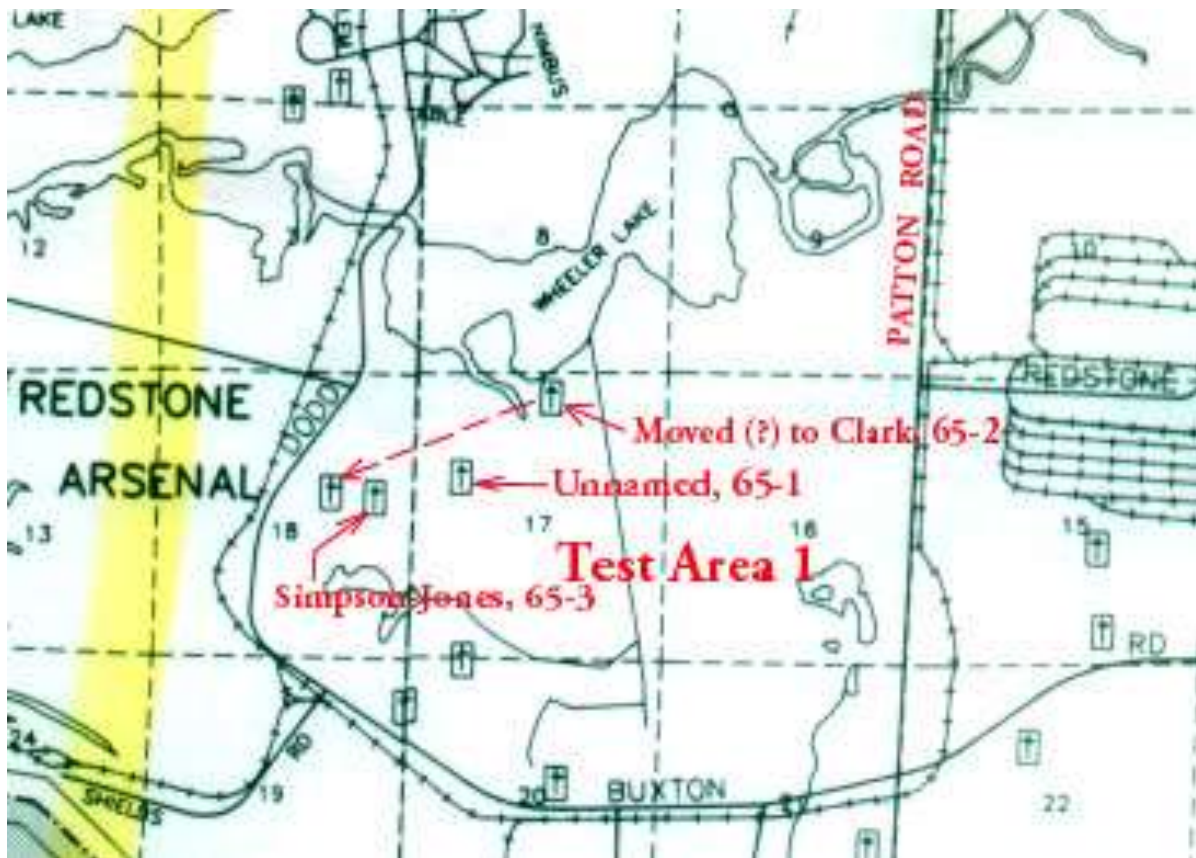 LAKE
NIMBUS
PATTON ROAD
12
8
9
10
WHEELER LAKE
REDSTONE
DODD
REDSTONE
ARSENAL
Moved (?) to Clark, 65-2
Unnamed, 65-1
13
18
17
16
15
Test Area 1
Simpson-Jones, 65-3
RD
24
RD
SHIELDS
19
20
BUXTON
22